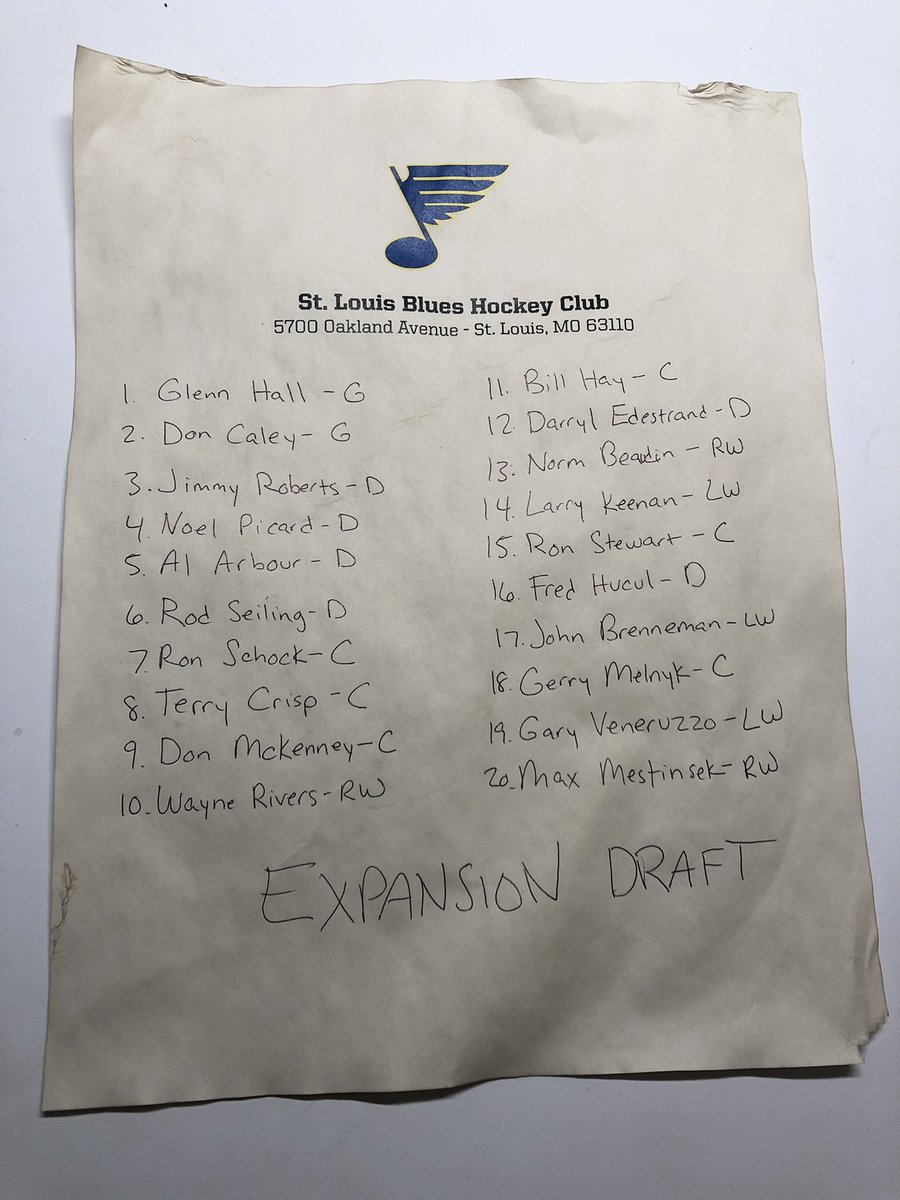 St. Louis Blues Hockey Club
5700 Oakland Avenue - St. Louis, MO 63110
1. Glenn Hall - G
2. Don Caley - G
3. Jimmy Roberts - D
4. Noel Picard - D
5. Al Arbour - D
6. Rod Seiling - D
7. Ron Schock - C
8. Terry Crisp - C
9. Don McKenney - C
10. Wayne Rivers - RW
11. Bill Hay - C
12. Darryl Edestrand - D
13. Norm Beaudin - RW
14. Larry Keenan - LW
15. Ron Stewart - C
16. Fred Hucul - D
17. John Brenneman - LW
18. Gerry Melnyk - C
19. Gary Veneruzzo - LW
20. Max Mestinsek - RW
EXPANSION DRAFT